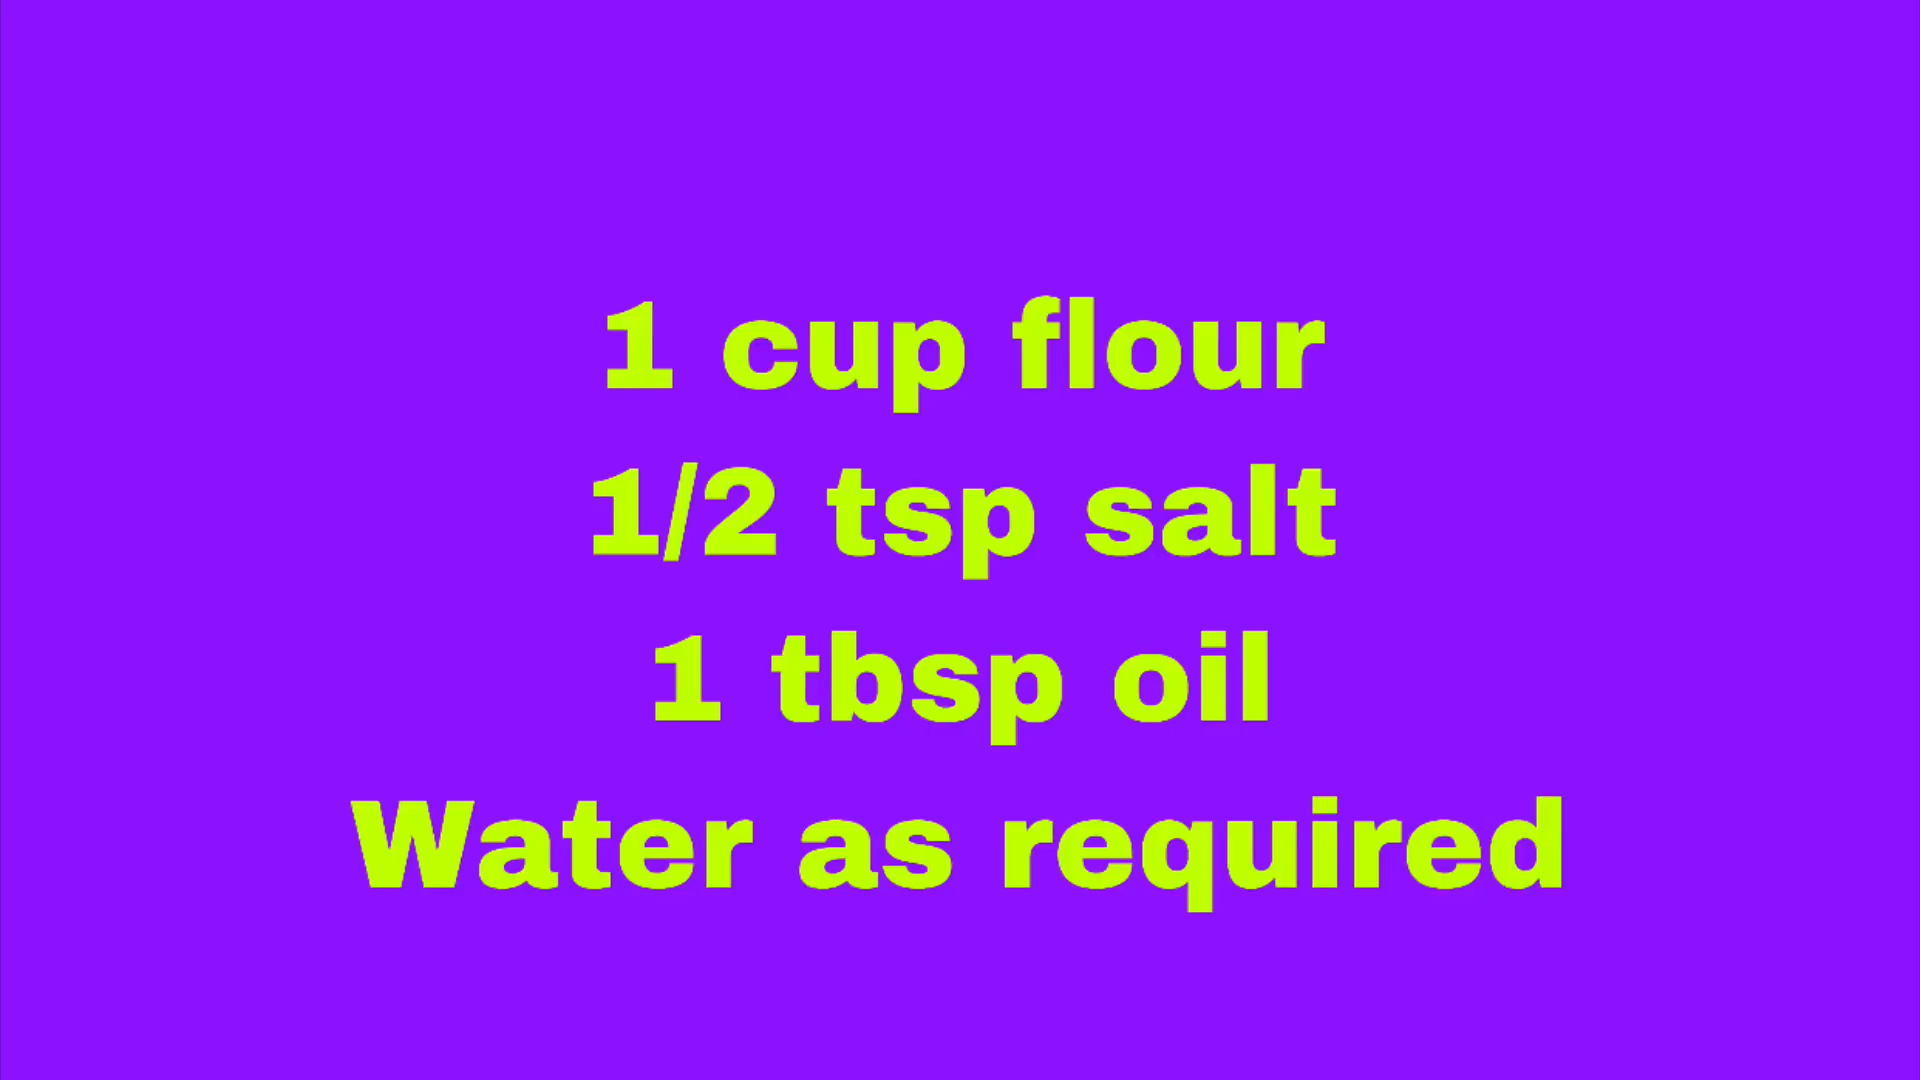 1 cup flour
1/2 tsp salt
1 tbsp oil
Water as required